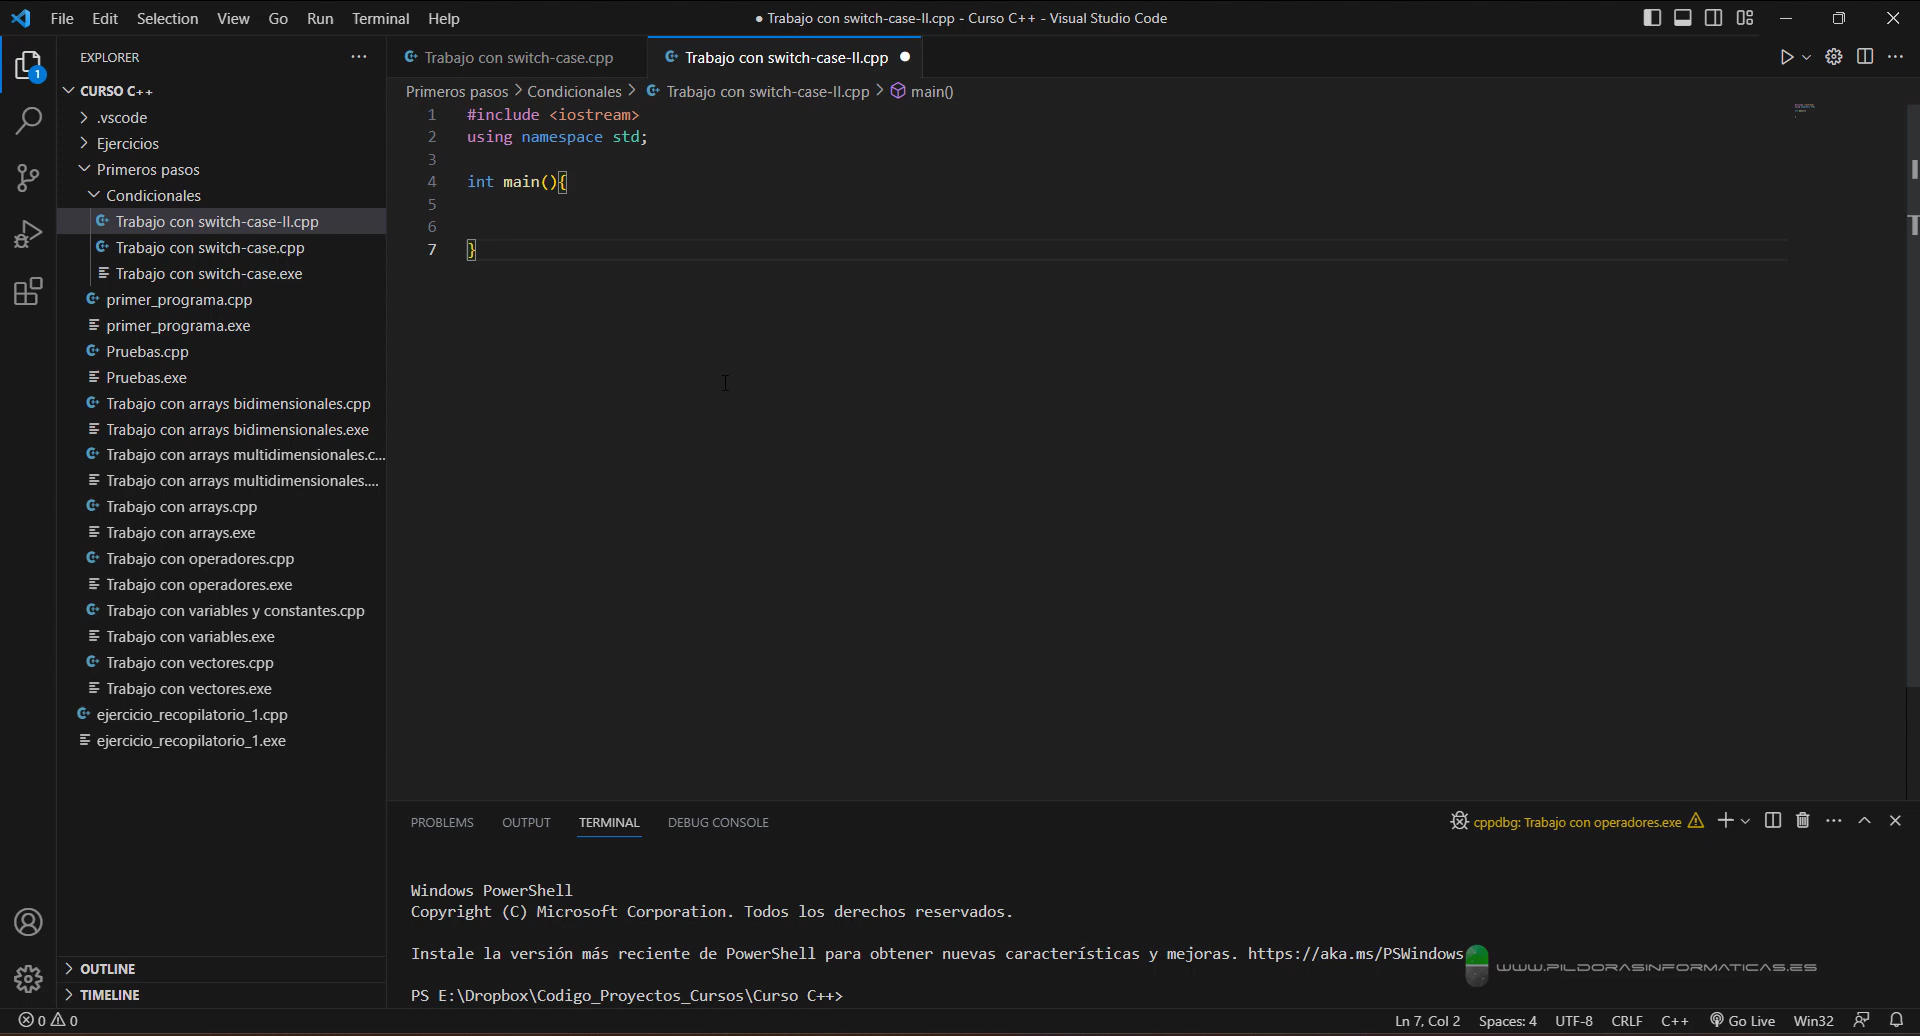 File Edit Selection View Go Run Terminal Help
● Trabajo con switch-case-II.cpp - Curso C++ - Visual Studio Code
EXPLORER
Trabajo con switch-case.cpp
Trabajo con switch-case-II.cpp
1
CURSO C++
Primeros pasos > Condicionales > Trabajo con switch-case-II.cpp > main()
.vscode
Ejercicios
Primeros pasos
Condicionales
Trabajo con switch-case-II.cpp
Trabajo con switch-case.cpp
Trabajo con switch-case.exe
primer_programa.cpp
primer_programa.exe
Pruebas.cpp
Pruebas.exe
Trabajo con arrays bidimensionales.cpp
Trabajo con arrays bidimensionales.exe
Trabajo con arrays multidimensionales.c...
Trabajo con arrays multidimensionales....
Trabajo con arrays.cpp
Trabajo con arrays.exe
Trabajo con operadores.cpp
Trabajo con operadores.exe
Trabajo con variables y constantes.cpp
Trabajo con variables.exe
Trabajo con vectores.cpp
Trabajo con vectores.exe
ejercicio_recopilatorio_1.cpp
ejercicio_recopilatorio_1.exe
OUTLINE
TIMELINE
1 #include <iostream>
2 using namespace std;
3
4 int main(){
5
6
7 }
PROBLEMS OUTPUT TERMINAL DEBUG CONSOLE
cppdbg: Trabajo con operadores.exe
Windows PowerShell
Copyright (C) Microsoft Corporation. Todos los derechos reservados.
Instale la versión más reciente de PowerShell para obtener nuevas características y mejoras. https://aka.ms/PSWindows
WWW.PILDORASINFORMATICAS.ES
PS E:\Dropbox\Codigo_Proyectos_Cursos\Curso C++>
0 0
Ln 7, Col 2 Spaces: 4 UTF-8 CRLF C++ Go Live Win32